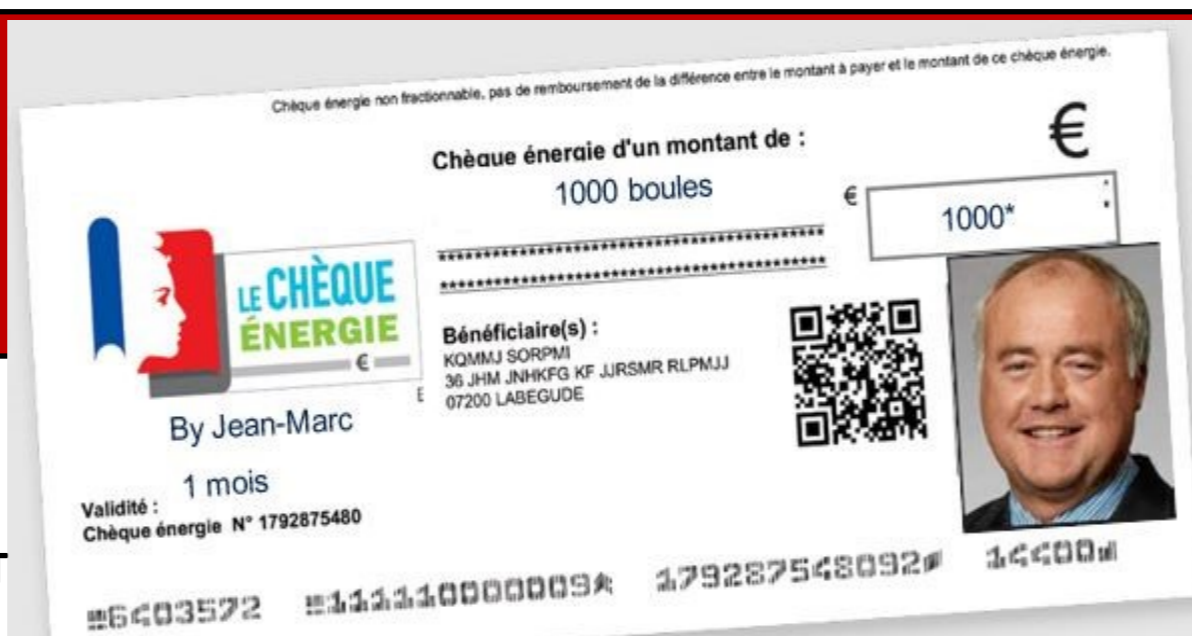 Chèque énergie non fractionnable, pas de remboursement de la différence entre le montant à payer et le montant de ce chèque énergie.
€
Chèque énergie d'un montant de :
1000 boules
€
1000*
*******************************************
*******************************************
LE CHÈQUE
ÉNERGIE
€
Bénéficiaire(s) :
KQMMJ SORPMI
36 JHM JNHKFG KF JJRSMR RLPMJJ
07200 LABEGUDE
E
By Jean-Marc
1 mois
Validité :
Chèque énergie N° 1792875480
6403572 111110000009 179287548092 14400